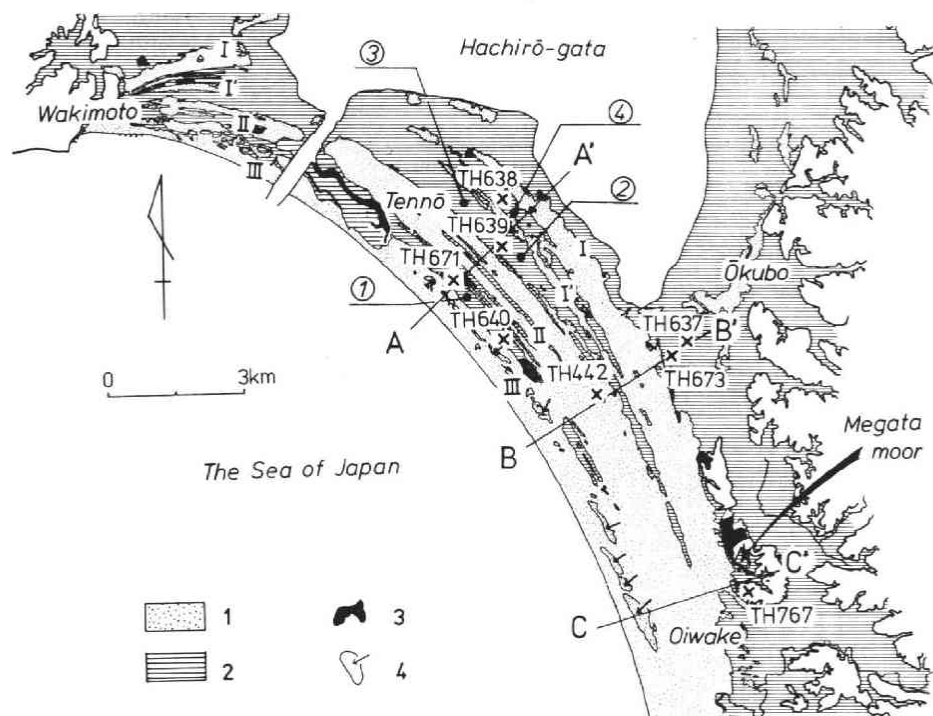 Hachirō-gata
I
③
I'
④
Wakimoto
A'
II
III
TH638
②
Tennō
TH639
TH671
I
Ōkubo
①
I'
TH637
B'
TH640
A
II
TH673
0 3km
III
TH442
Megata
moor
B
The Sea of Japan
C'
1
3
C
TH767
Oiwake
2
4